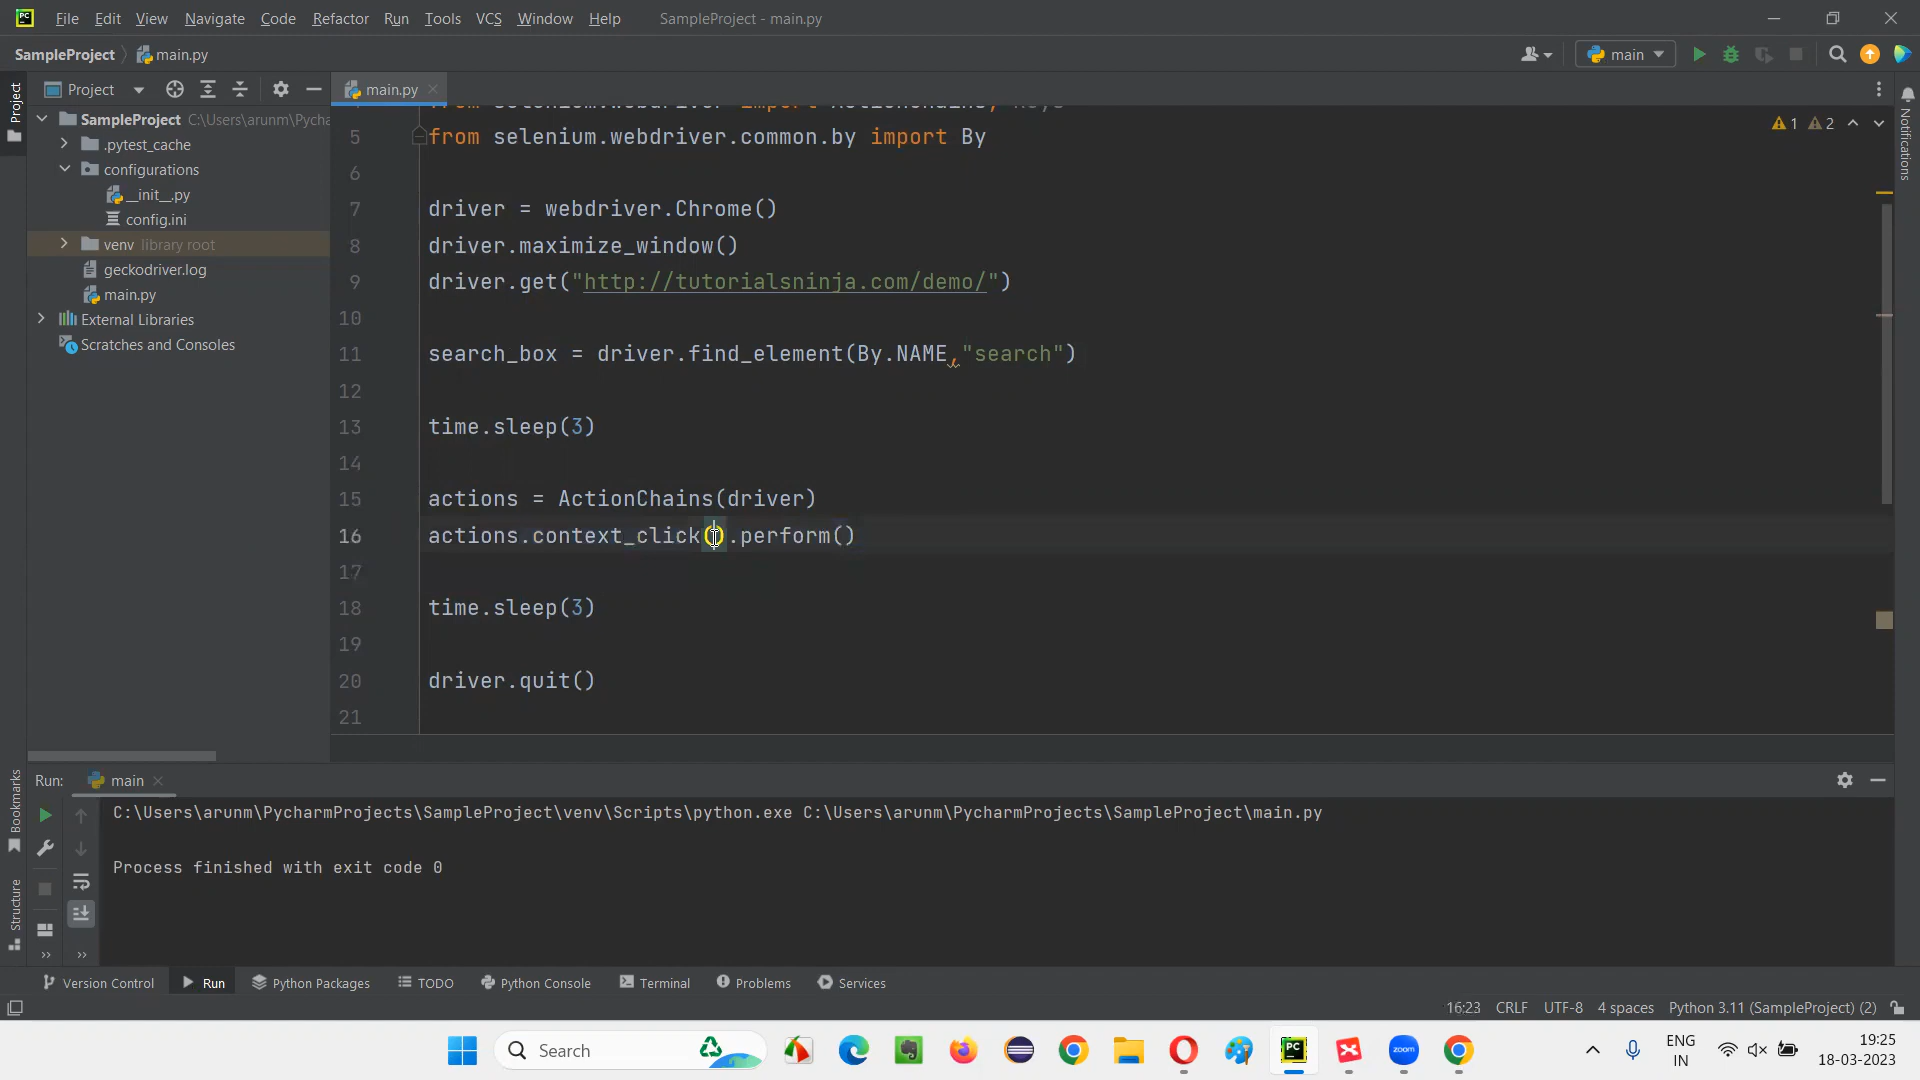 File Edit View Navigate Code Refactor Run Tools VCS Window Help SampleProject - main.py
SampleProject main.py main
Project main.py
Project
SampleProject C:\Users\arunm\Pycha
.pytest_cache
configurations
__init__.py
config.ini
venv library root
geckodriver.log
main.py
External Libraries
Scratches and Consoles
1 2
Notifications
5 from selenium.webdriver.common.by import By
6
7 driver = webdriver.Chrome()
8 driver.maximize_window()
9 driver.get("http://tutorialsninja.com/demo/")
10
11 search_box = driver.find_element(By.NAME,"search")
12
13 time.sleep(3)
14
15 actions = ActionChains(driver)
16 actions.context_click().perform()
17
18 time.sleep(3)
19
20 driver.quit()
21
Run: main
C:\Users\arunm\PycharmProjects\SampleProject\venv\Scripts\python.exe C:\Users\arunm\PycharmProjects\SampleProject\main.py
Process finished with exit code 0
Bookmarks
Structure
Version Control Run Python Packages TODO Python Console Terminal Problems Services
16:23 CRLF UTF-8 4 spaces Python 3.11 (SampleProject) (2)
Search zoom ENG 19:25
IN 18-03-2023